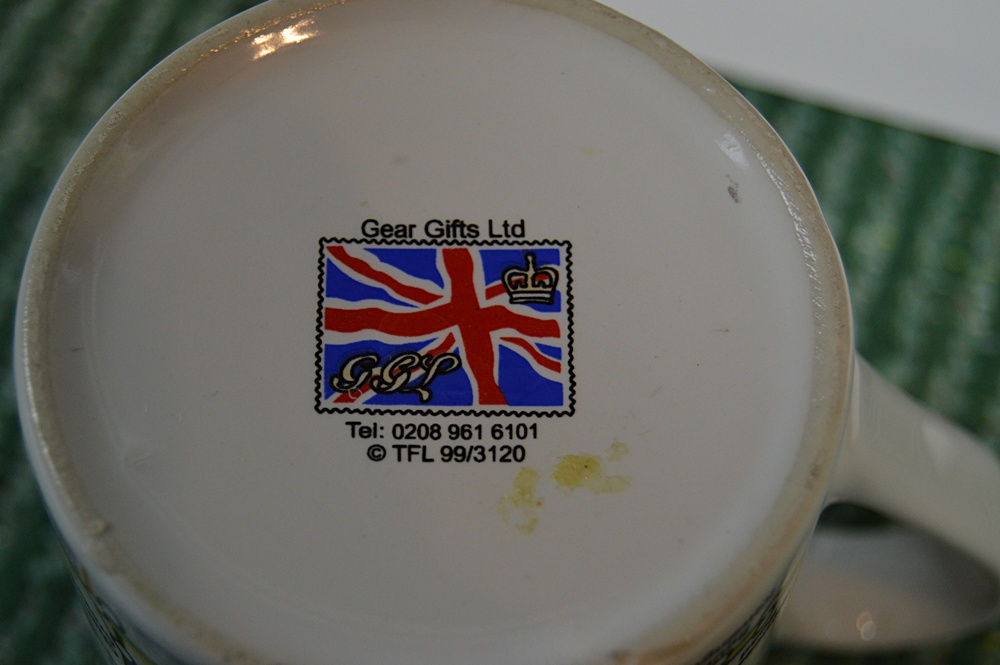 Gear Gifts Ltd
GGL
Tel: 0208 961 6101
© TFL 99/3120